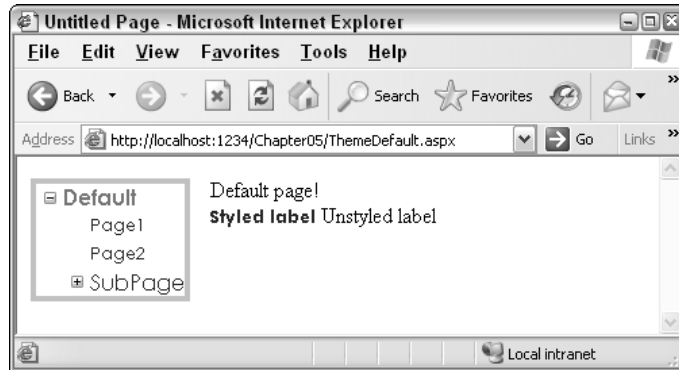 Untitled Page - Microsoft Internet Explorer
File Edit View Favorites Tools Help
Back Search Favorites »
Address http://localhost:1234/Chapter05/ThemeDefault.aspx Go Links »
Default
Page1
Page2
SubPage
Default page!
Styled label Unstyled label
Local intranet